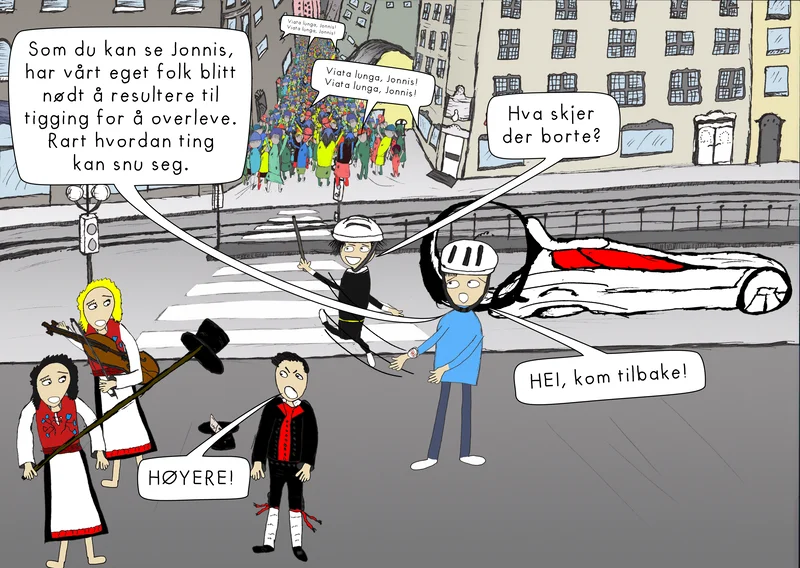 Viata lunga, Jonnis!
Viata lunga, Jonnis!
Som du kan se Jonnis,
har vårt eget folk blitt
nødt å resultere til
tigging for å overleve.
Rart hvordan ting
kan snu seg.
Viata lunga, Jonnis!
Viata lunga, Jonnis!
Hva skjer
der borte?
HEI, kom tilbake!
HØYERE!